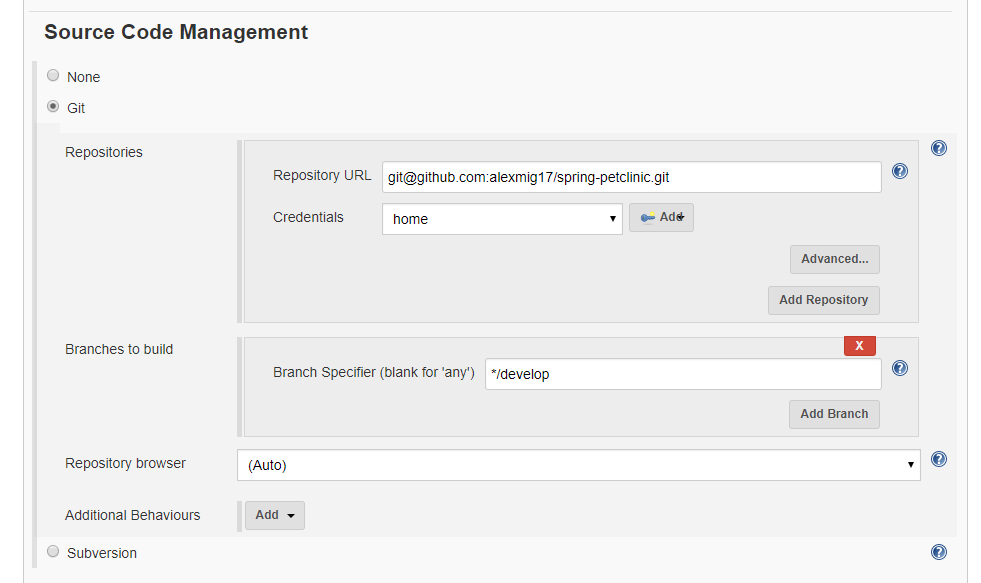 Source Code Management
None
Git
Repositories
Repository URL git@github.com:alexmig17/spring-petclinic.git
Credentials home Add
Advanced...
Add Repository
Branches to build
X
Branch Specifier (blank for 'any') */develop
Add Branch
Repository browser (Auto)
Additional Behaviours Add
Subversion